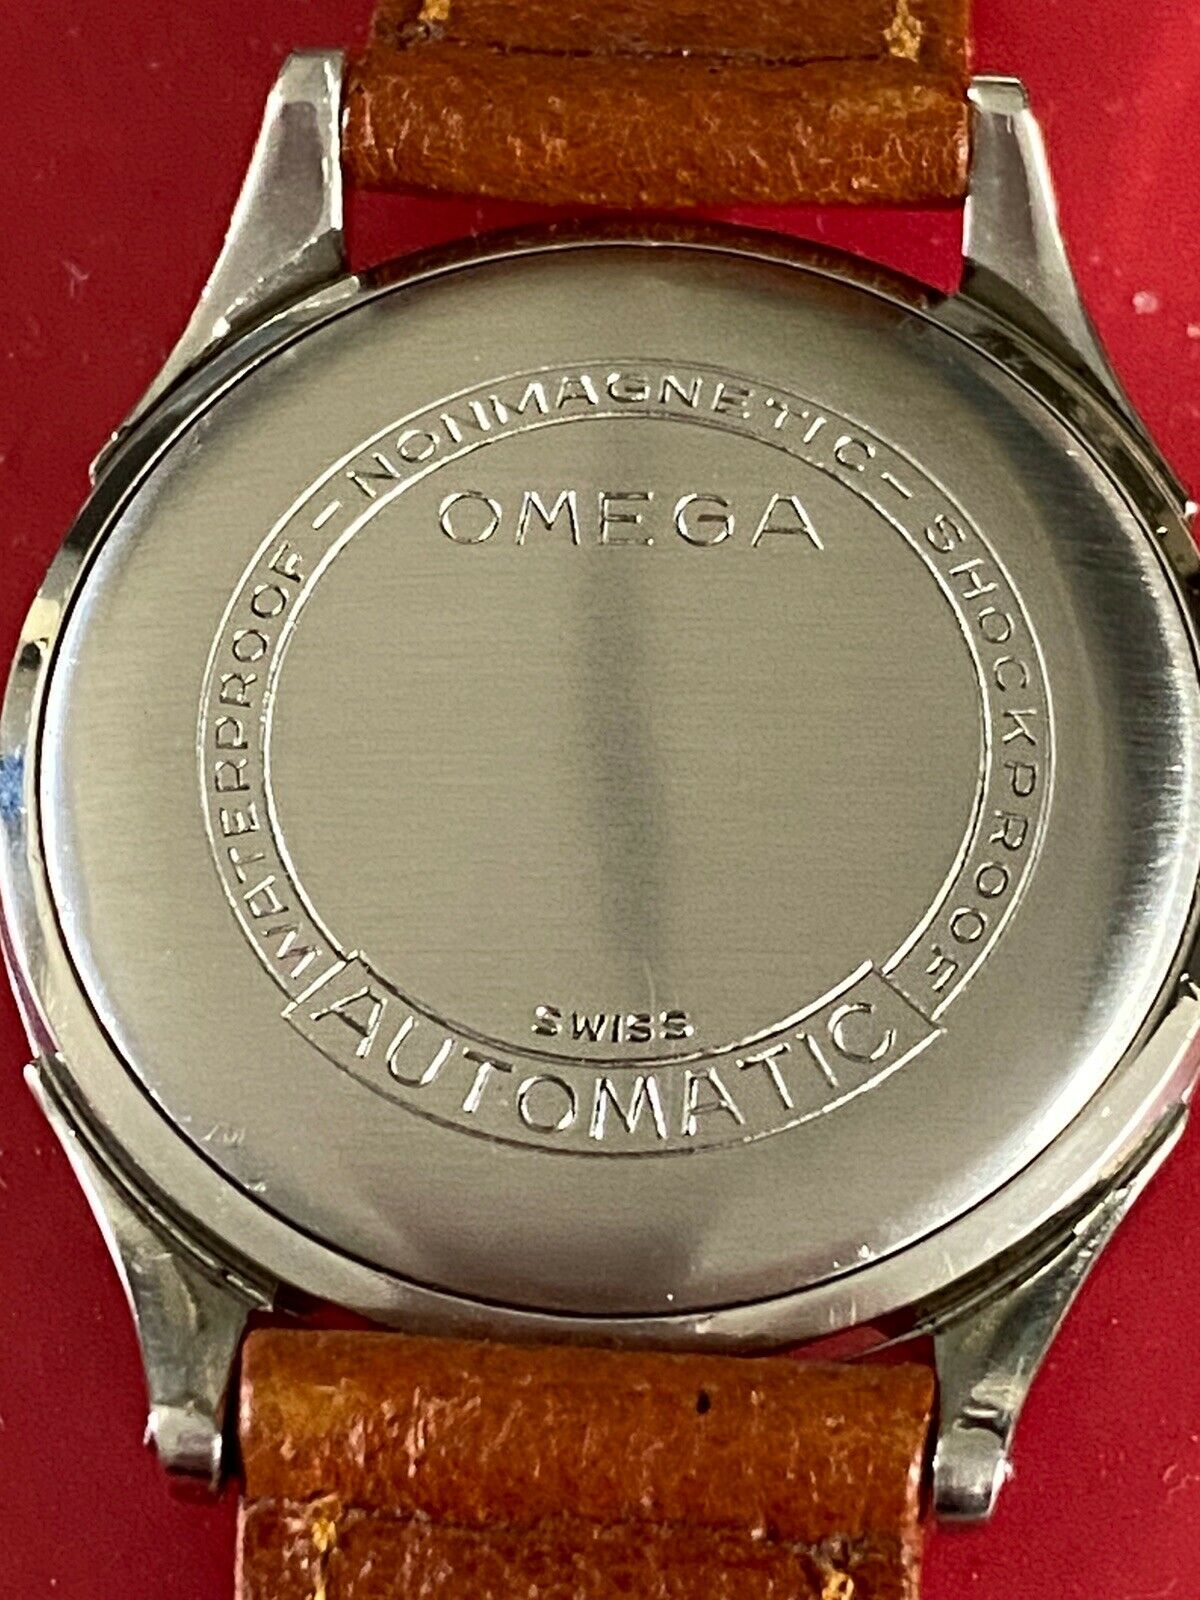 WATERPROOF - NONMAGNETIC - SHOCKPROOF
OMEGA
SWISS
AUTOMATIC